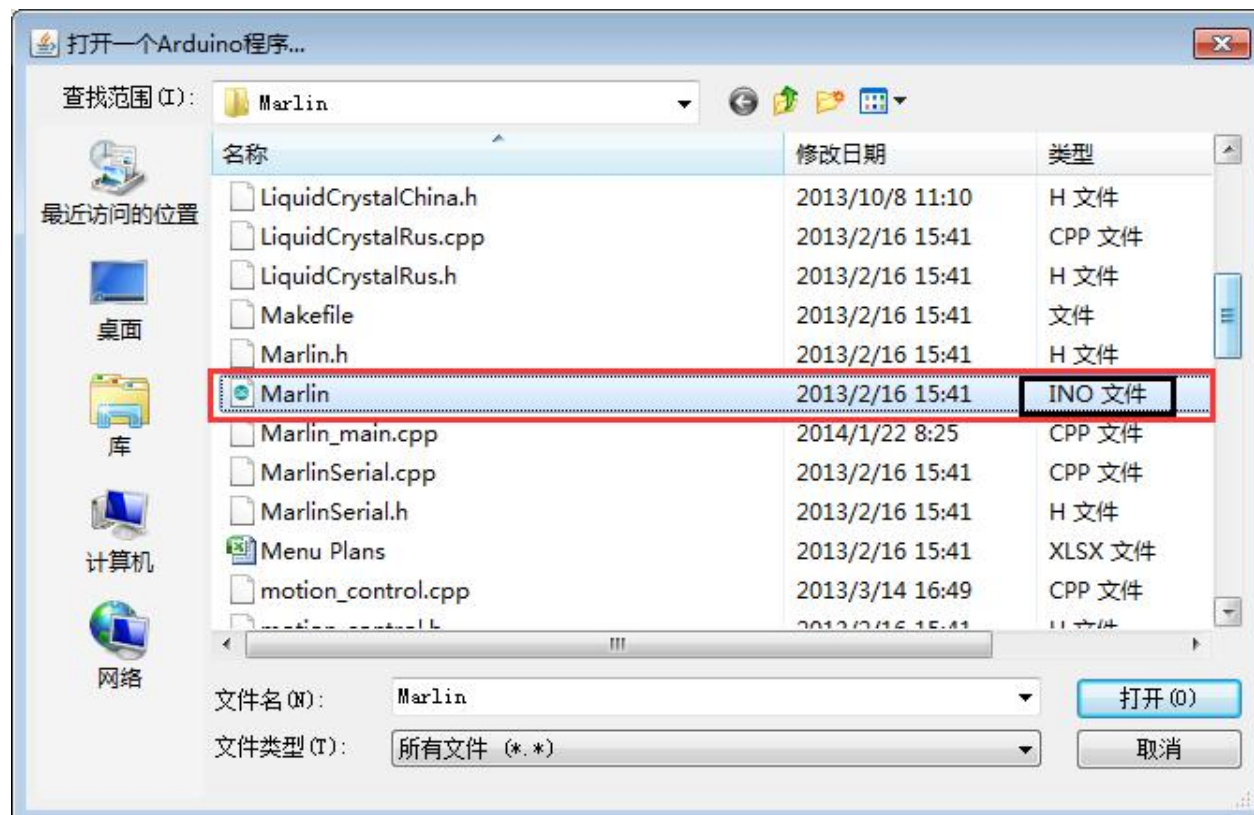 打开一个Arduino程序...
查找范围(I): Marlin
名称 修改日期 类型
最近访问的位置
桌面
库
计算机
网络
LiquidCrystalChina.h 2013/10/8 11:10 H 文件
LiquidCrystalRus.cpp 2013/2/16 15:41 CPP 文件
LiquidCrystalRus.h 2013/2/16 15:41 H 文件
Makefile 2013/2/16 15:41 文件
Marlin.h 2013/2/16 15:41 H 文件
Marlin 2013/2/16 15:41 INO 文件
Marlin_main.cpp 2014/1/22 8:25 CPP 文件
MarlinSerial.cpp 2013/2/16 15:41 CPP 文件
MarlinSerial.h 2013/2/16 15:41 H 文件
Menu Plans 2013/2/16 15:41 XLSX 文件
motion_control.cpp 2013/3/14 16:49 CPP 文件
motion_control.h 2013/2/16 15:41 H 文件
文件名(N): Marlin 打开(O)
文件类型(T): 所有文件 (*.*) 取消